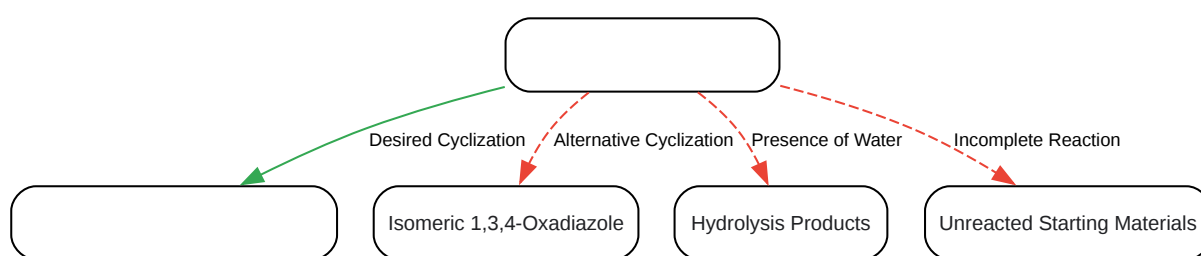 Desired Cyclization
Alternative Cyclization
Presence of Water
Incomplete Reaction
Isomeric 1,3,4-Oxadiazole
Hydrolysis Products
Unreacted Starting Materials